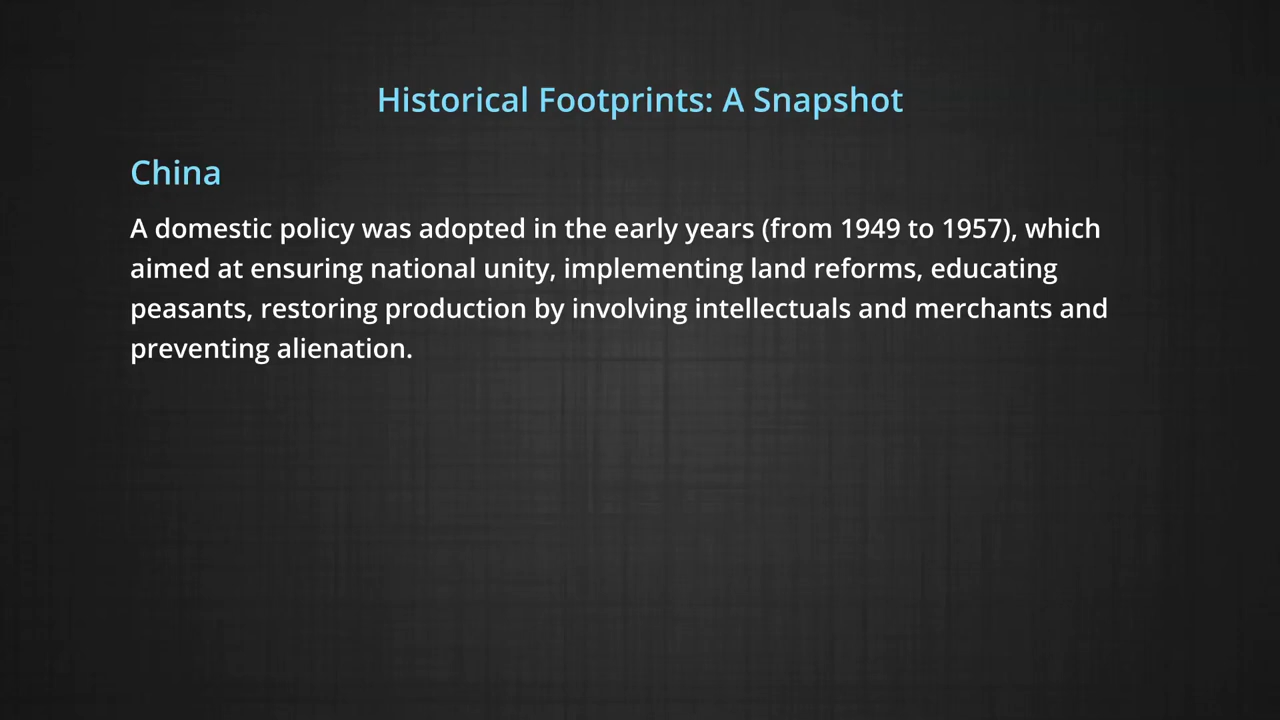 Historical Footprints: A Snapshot
China
A domestic policy was adopted in the early years (from 1949 to 1957), which
aimed at ensuring national unity, implementing land reforms, educating
peasants, restoring production by involving intellectuals and merchants and
preventing alienation.